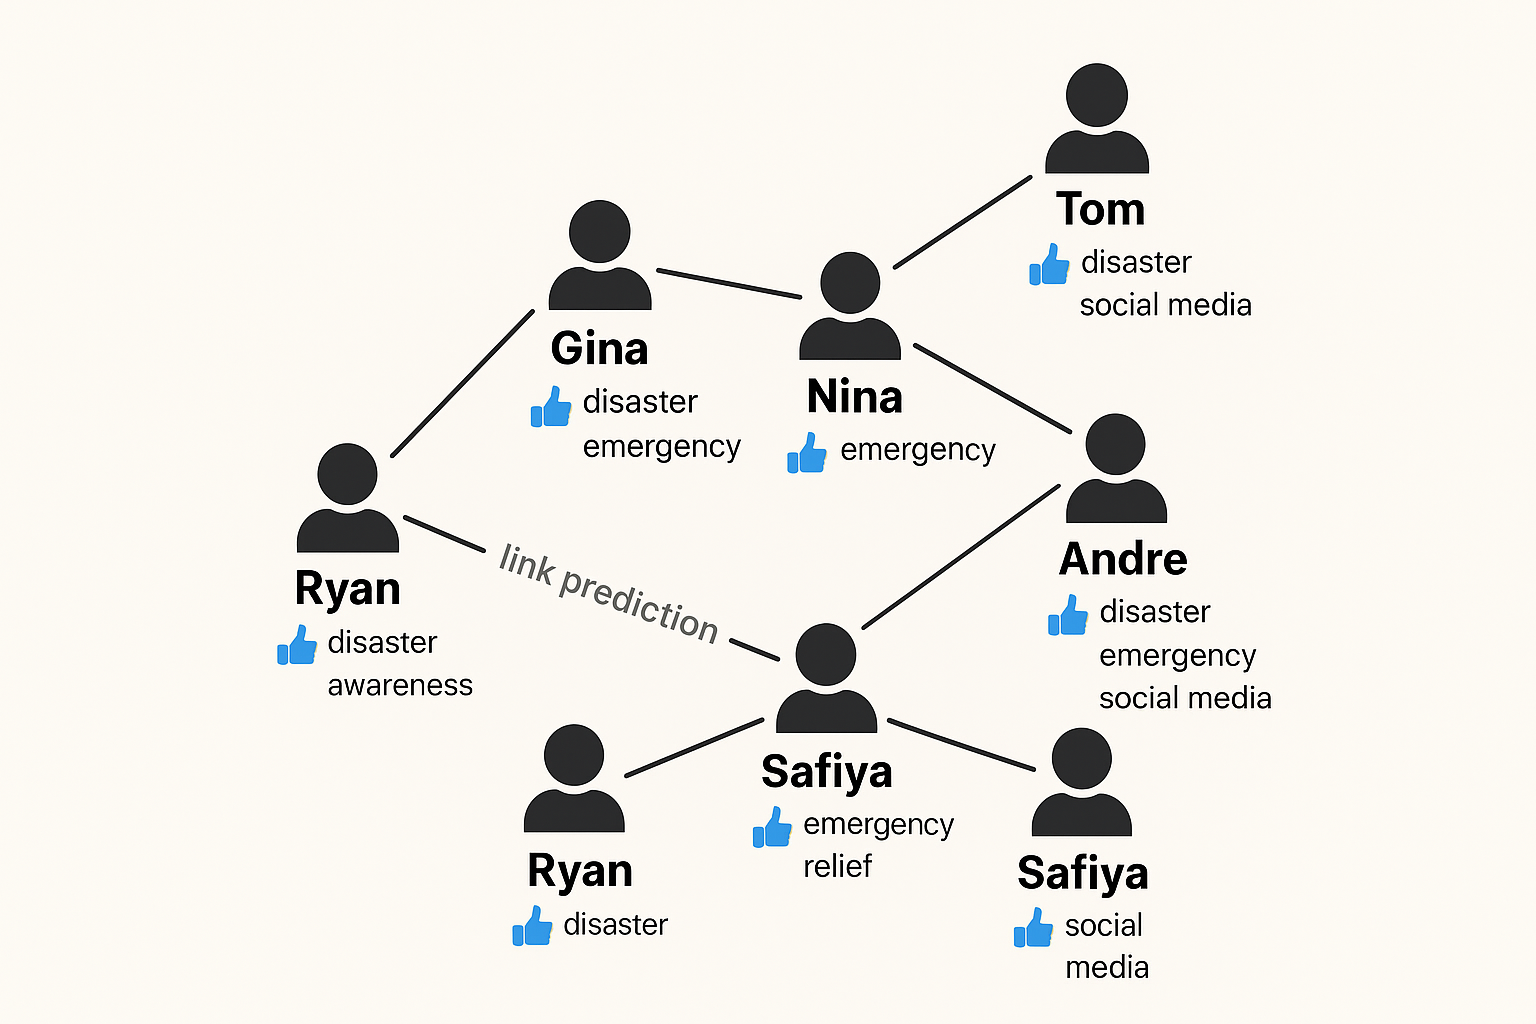 Tom
disaster
social media
Gina
disaster
emergency
Nina
emergency
Ryan
disaster
awareness
link prediction
Andre
disaster
emergency
social media
Safiya
emergency
relief
Ryan
disaster
Safiya
social
media